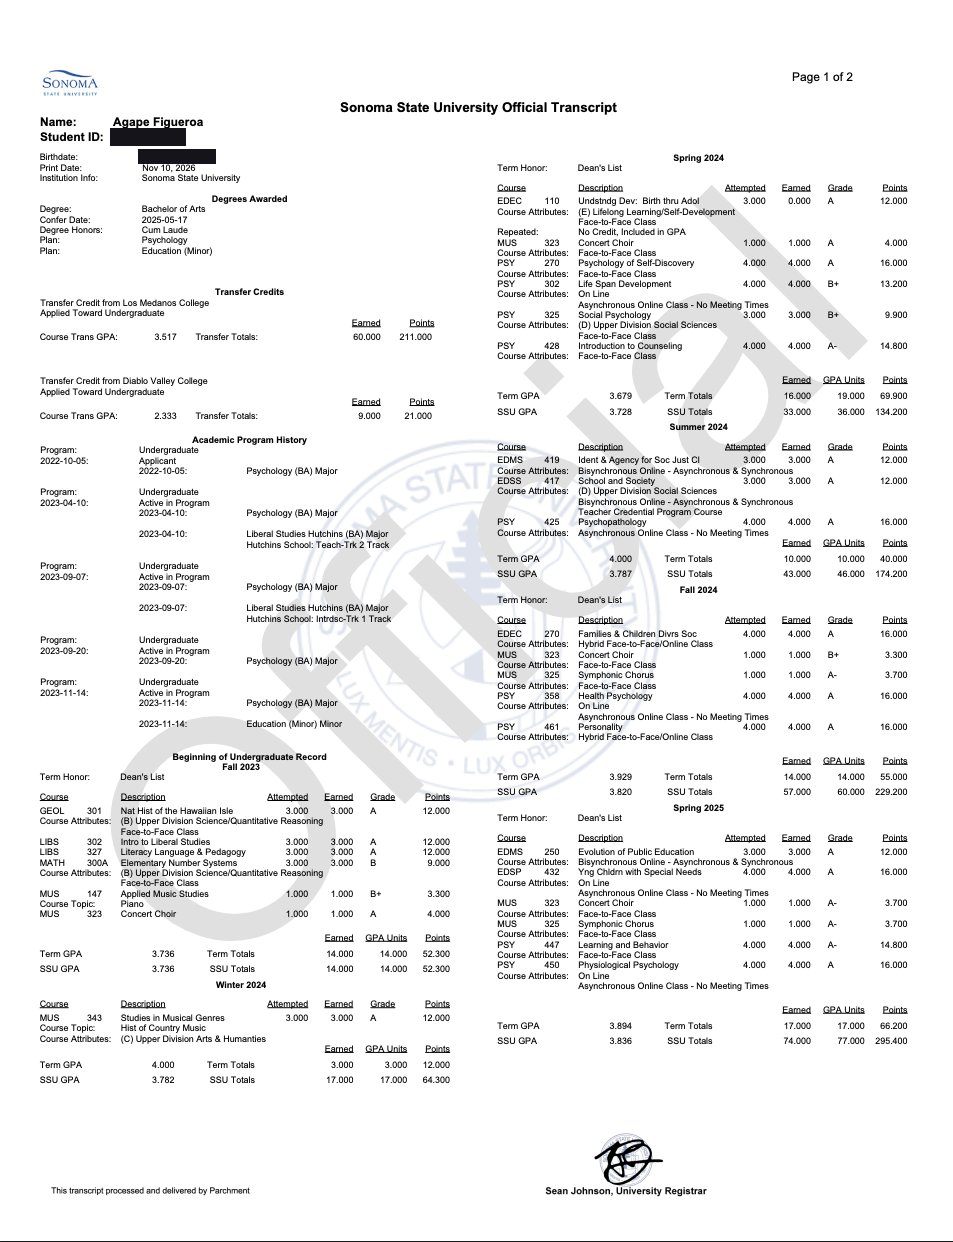 SONOMA
STATE UNIVERSITY
Page 1 of 2
Sonoma State University Official Transcript
Name: Agape Figueroa
Student ID:
Birthdate:
Print Date: Nov 10, 2026
Institution Info: Sonoma State University
Degrees Awarded
Degree: Bachelor of Arts
Confer Date: 2025-05-17
Degree Honors: Cum Laude
Plan: Psychology
Plan: Education (Minor)
Transfer Credits
Transfer Credit from Los Medanos College
Applied Toward Undergraduate
Earned Points
Course Trans GPA: 3.517 Transfer Totals: 60.000 211.000
Transfer Credit from Diablo Valley College
Applied Toward Undergraduate
Earned Points
Course Trans GPA: 2.333 Transfer Totals: 9.000 21.000
Academic Program History
Program: Undergraduate
2022-10-05: Applicant
2022-10-05: Psychology (BA) Major
Program: Undergraduate
2023-04-10: Active in Program
2023-04-10: Psychology (BA) Major
2023-04-10: Liberal Studies Hutchins (BA) Major
Hutchins School: Teach-Trk 2 Track
Program: Undergraduate
2023-09-07: Active in Program
2023-09-07: Psychology (BA) Major
2023-09-07: Liberal Studies Hutchins (BA) Major
Hutchins School: Intrdsc-Trk 1 Track
Program: Undergraduate
2023-09-20: Active in Program
2023-09-20: Psychology (BA) Major
Program: Undergraduate
2023-11-14: Active in Program
2023-11-14: Psychology (BA) Major
2023-11-14: Education (Minor) Minor
Beginning of Undergraduate Record
Fall 2023
Term Honor: Dean's List
Course Description Attempted Earned Grade Points
GEOL 301 Nat Hist of the Hawaiian Isle 3.000 3.000 A 12.000
Course Attributes: (B) Upper Division Science/Quantitative Reasoning
Face-to-Face Class
LIBS 302 Intro to Liberal Studies 3.000 3.000 A 12.000
LIBS 327 Literacy Language & Pedagogy 3.000 3.000 A 12.000
MATH 300A Elementary Number Systems 3.000 3.000 B 9.000
Course Attributes: (B) Upper Division Science/Quantitative Reasoning
Face-to-Face Class
MUS 147 Applied Music Studies 1.000 1.000 B+ 3.300
Course Topic: Piano
MUS 323 Concert Choir 1.000 1.000 A 4.000
Earned GPA Units Points
Term GPA 3.736 Term Totals 14.000 14.000 52.300
SSU GPA 3.736 SSU Totals 14.000 14.000 52.300
Winter 2024
Course Description Attempted Earned Grade Points
MUS 343 Studies in Musical Genres 3.000 3.000 A 12.000
Course Topic: Hist of Country Music
Course Attributes: (C) Upper Division Arts & Humanties
Earned GPA Units Points
Term GPA 4.000 Term Totals 3.000 3.000 12.000
SSU GPA 3.782 SSU Totals 17.000 17.000 64.300
Spring 2024
Term Honor: Dean's List
Course Description Attempted Earned Grade Points
EDEC 110 Undstndg Dev: Birth thru Adol 3.000 0.000 A 12.000
Course Attributes: (E) Lifelong Learning/Self-Development
Face-to-Face Class
Repeated: No Credit, Included in GPA
MUS 323 Concert Choir 1.000 1.000 A 4.000
Course Attributes: Face-to-Face Class
PSY 270 Psychology of Self-Discovery 4.000 4.000 A 16.000
Course Attributes: Face-to-Face Class
PSY 302 Life Span Development 4.000 4.000 B+ 13.200
Course Attributes: On Line
Asynchronous Online Class - No Meeting Times
PSY 325 Social Psychology 3.000 3.000 B+ 9.900
Course Attributes: (D) Upper Division Social Sciences
Face-to-Face Class
PSY 428 Introduction to Counseling 4.000 4.000 A- 14.800
Course Attributes: Face-to-Face Class
Earned GPA Units Points
Term GPA 3.679 Term Totals 16.000 19.000 69.900
SSU GPA 3.728 SSU Totals 33.000 36.000 134.200
Summer 2024
Course Description Attempted Earned Grade Points
EDMS 419 Ident & Agency for Soc Just Cl 3.000 3.000 A 12.000
Course Attributes: Bisynchronous Online - Asynchronous & Synchronous
EDSS 417 School and Society 3.000 3.000 A 12.000
Course Attributes: (D) Upper Division Social Sciences
Bisynchronous Online - Asynchronous & Synchronous
Teacher Credential Program Course
PSY 425 Psychopathology 4.000 4.000 A 16.000
Course Attributes: Asynchronous Online Class - No Meeting Times
Earned GPA Units Points
Term GPA 4.000 Term Totals 10.000 10.000 40.000
SSU GPA 3.787 SSU Totals 43.000 46.000 174.200
Fall 2024
Term Honor: Dean's List
Course Description Attempted Earned Grade Points
EDEC 270 Families & Children Divrs Soc 4.000 4.000 A 16.000
Course Attributes: Hybrid Face-to-Face/Online Class
MUS 323 Concert Choir 1.000 1.000 B+ 3.300
Course Attributes: Face-to-Face Class
MUS 325 Symphonic Chorus 1.000 1.000 A- 3.700
Course Attributes: Face-to-Face Class
PSY 358 Health Psychology 4.000 4.000 A 16.000
Course Attributes: On Line
Asynchronous Online Class - No Meeting Times
PSY 461 Personality 4.000 4.000 A 16.000
Course Attributes: Hybrid Face-to-Face/Online Class
Earned GPA Units Points
Term GPA 3.929 Term Totals 14.000 14.000 55.000
SSU GPA 3.820 SSU Totals 57.000 60.000 229.200
Spring 2025
Term Honor: Dean's List
Course Description Attempted Earned Grade Points
EDMS 250 Evolution of Public Education 3.000 3.000 A 12.000
Course Attributes: Bisynchronous Online - Asynchronous & Synchronous
EDSP 432 Yng Chldrn with Special Needs 4.000 4.000 A 16.000
Course Attributes: On Line
Asynchronous Online Class - No Meeting Times
MUS 323 Concert Choir 1.000 1.000 A- 3.700
Course Attributes: Face-to-Face Class
MUS 325 Symphonic Chorus 1.000 1.000 A- 3.700
Course Attributes: Face-to-Face Class
PSY 447 Learning and Behavior 4.000 4.000 A- 14.800
Course Attributes: Face-to-Face Class
PSY 450 Physiological Psychology 4.000 4.000 A 16.000
Course Attributes: On Line
Asynchronous Online Class - No Meeting Times
Earned GPA Units Points
Term GPA 3.894 Term Totals 17.000 17.000 66.200
SSU GPA 3.836 SSU Totals 74.000 77.000 295.400
Official
LUX MENTIS • LUX ORBIS
This transcript processed and delivered by Parchment
Sean Johnson, University Registrar